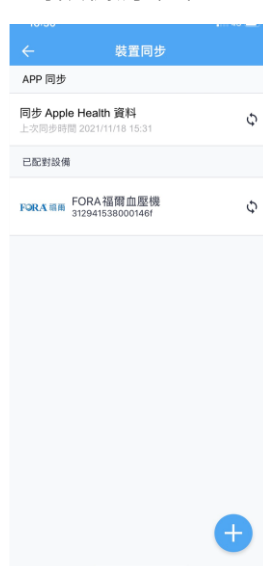 裝置同步
APP 同步
同步 Apple Health 資料
上次同步時間 2021/11/18 15:31
已配對設備
FORA 福爾
FORA福爾血壓機
312941538000146f